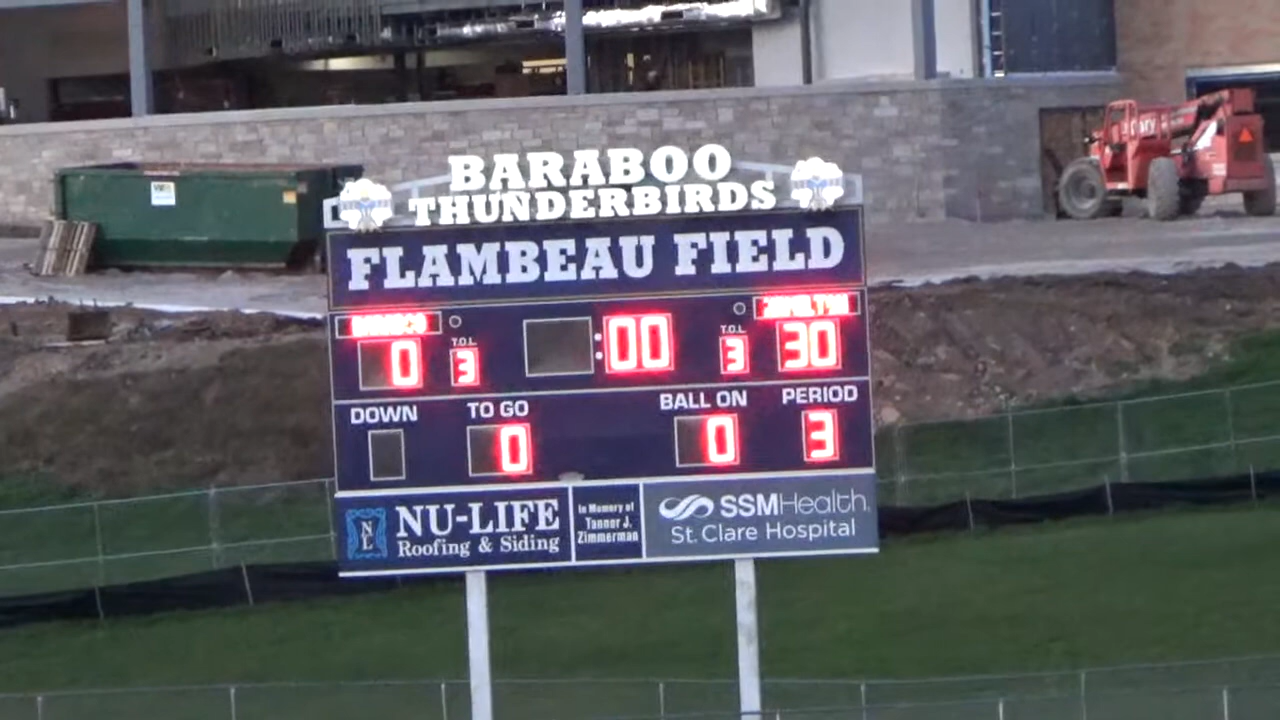 BARABOO
THUNDERBIRDS
FLAMBEAU FIELD
BARABOO
0 T.O.L. 3 :00 T.O.L. 3 30
DOWN TO GO 0 BALL ON 0 PERIOD 3
NU-LIFE
Roofing & Siding
In Memory of
Tanner J.
Zimmerman
SSMHealth
St. Clare Hospital